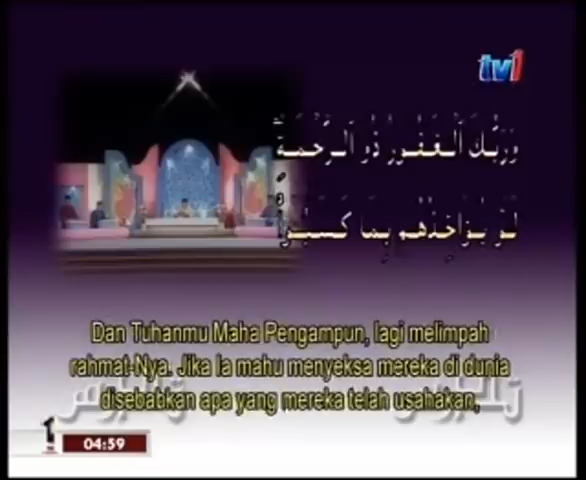 tv1
وَرَبُّكَ الْغَفُورُ ذُو الرَّحْمَةِ
لَوْ يُؤَاخِذُهُم بِمَا كَسَبُوا
Dan Tuhanmu Maha Pengampun, lagi melimpah
rahmat-Nya. Jika Ia mahu menyeksa mereka di dunia
disebabkan apa yang mereka telah usahakan,
1
04:59